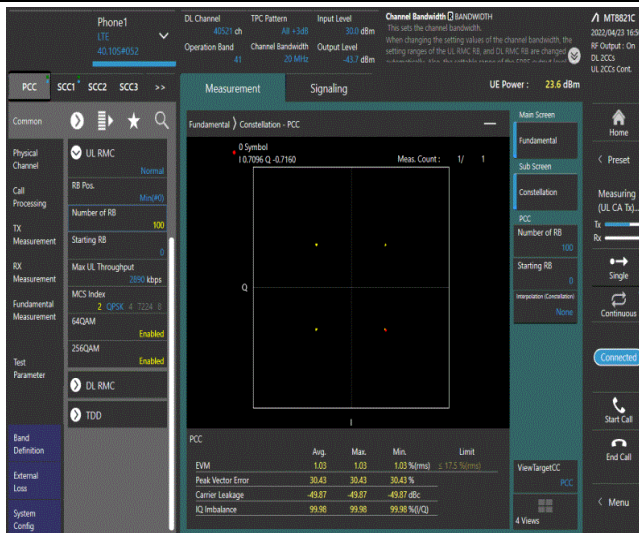 Phone1
LTE
40.105#052
DL Channel
TPC Pattern
Input Level
40521 ch
All +3dB
30.0 dBm
Operation Band
Channel Bandwidth
Output Level
41
20 MHz
-43.7 dBm
Channel Bandwidth BANDWIDTH
This sets the channel bandwidth.
When changing the setting values of the channel bandwidth, the
setting ranges of the UL RMC RB, and DL RMC RB are changed
MT8821C
2022/04/23 16:5
RF Output : On
DL 2CCs
UL 2CCs Cont.
PCC
SCC1
SCC2
SCC3
>>
Measurement
Signaling
UE Power : 23.6 dBm
Common
Physical
Channel
Call
Processing
TX
Measurement
RX
Measurement
Fundamental
Measurement
Test
Parameter
Band
Definition
External
Loss
System
Config
UL RMC
Normal
RB Pos.
Min(#0)
Number of RB
100
Starting RB
0
Max UL Throughput
2890 kbps
MCS Index
2 QPSK 4 7224 8
64QAM
Enabled
256QAM
Enabled
DL RMC
TDD
Fundamental Constellation - PCC
0 Symbol
I 0.7096 Q -0.7160
Meas. Count : 1/ 1
Q
I
PCC
Avg. Max. Min. Limit
EVM 1.03 1.03 1.03 %(rms) ≤ 17.5 %(rms)
Peak Vector Error 30.43 30.43 30.43 %
Carrier Leakage -49.87 -49.87 -49.87 dBc
IQ Imbalance 99.98 99.98 99.98 %(I/Q)
Main Screen
Fundamental
Sub Screen
Constellation
PCC
Number of RB
100
Starting RB
0
Interpolation (Constellation)
None
ViewTargetCC
PCC
4 Views
Home
Preset
Measuring
(UL CA Tx)...
Tx
Rx
Single
Continuous
Connected
Start Call
End Call
Menu